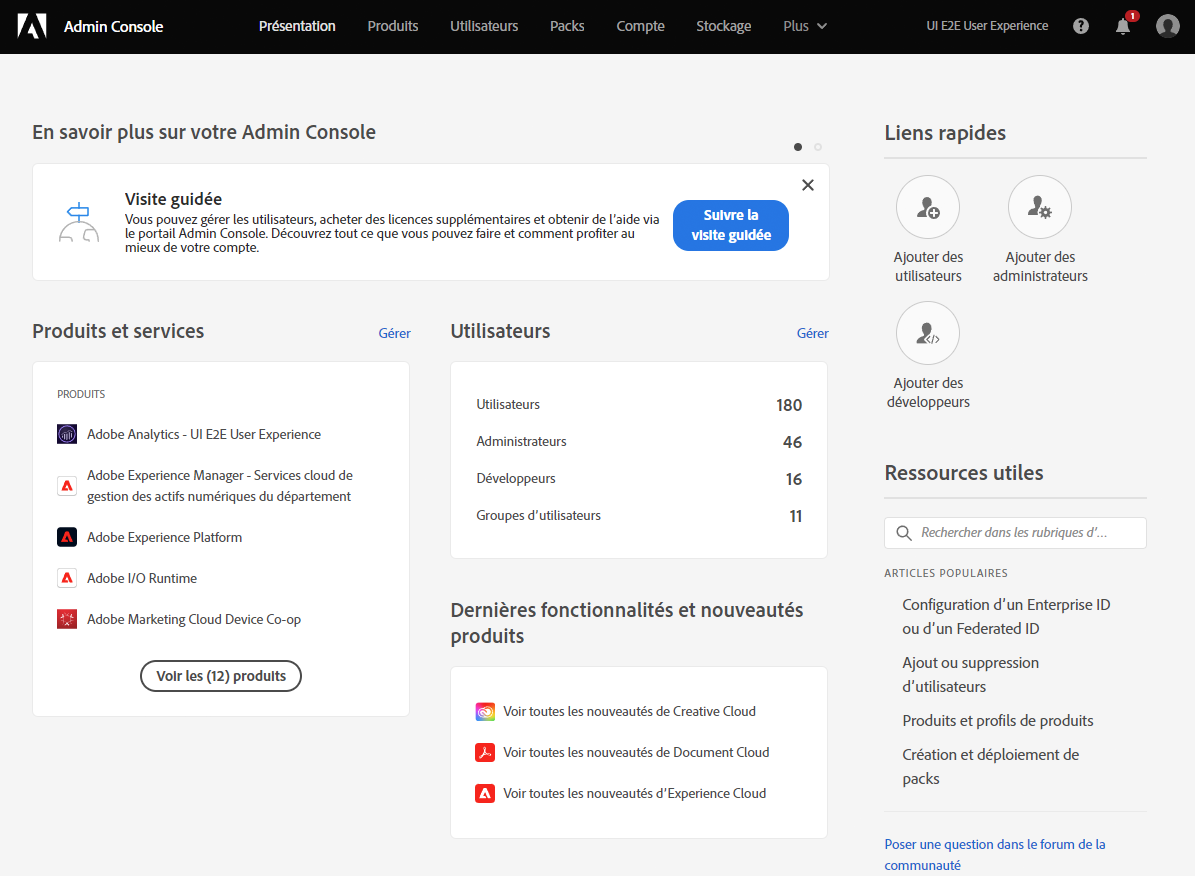 Admin Console
Présentation
Produits
Utilisateurs
Packs
Compte
Stockage
Plus
UI E2E User Experience
?
1
En savoir plus sur votre Admin Console
Visite guidée
Vous pouvez gérer les utilisateurs, acheter des licences supplémentaires et obtenir de l’aide via
le portail Admin Console. Découvrez tout ce que vous pouvez faire et comment profiter au
mieux de votre compte.
Suivre la
visite guidée
Produits et services
Gérer
PRODUITS
Adobe Analytics - UI E2E User Experience
Adobe Experience Manager - Services cloud de
gestion des actifs numériques du département
Adobe Experience Platform
Adobe I/O Runtime
Adobe Marketing Cloud Device Co-op
Voir les (12) produits
Utilisateurs
Gérer
Utilisateurs 180
Administrateurs 46
Développeurs 16
Groupes d’utilisateurs 11
Dernières fonctionnalités et nouveautés
produits
Voir toutes les nouveautés de Creative Cloud
Voir toutes les nouveautés de Document Cloud
Voir toutes les nouveautés d’Experience Cloud
Liens rapides
Ajouter des
utilisateurs
Ajouter des
administrateurs
Ajouter des
développeurs
Ressources utiles
Rechercher dans les rubriques d’…
ARTICLES POPULAIRES
Configuration d’un Enterprise ID
ou d’un Federated ID
Ajout ou suppression
d’utilisateurs
Produits et profils de produits
Création et déploiement de
packs
Poser une question dans le forum de la
communauté